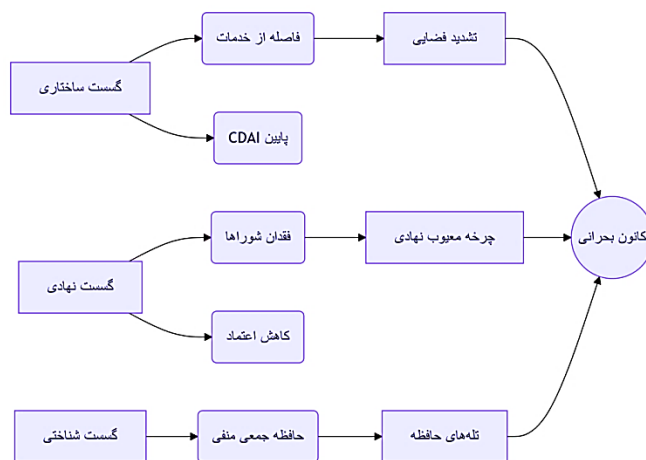 گسست ساختاری
فاصله از خدمات
تشدید فضایی
پایین CDAI
گسست نهادی
فقدان شوراها
چرخه معیوب نهادی
کانون بحرانی
کاهش اعتماد
گسست شناختی
حافظه جمعی منفی
تله‌های حافظه